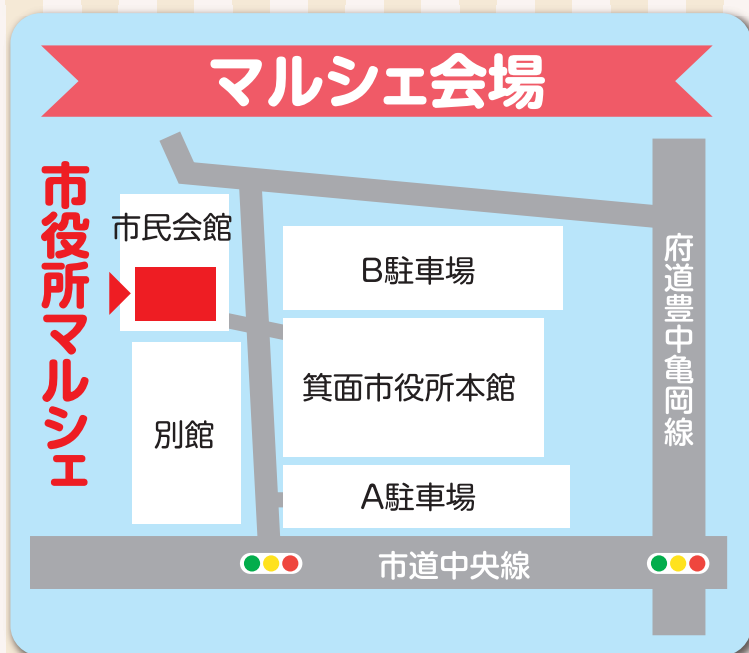 マルシェ会場
市役所マルシェ
市民会館
B駐車場
府道豊中亀岡線
箕面市役所本館
別館
A駐車場
市道中央線